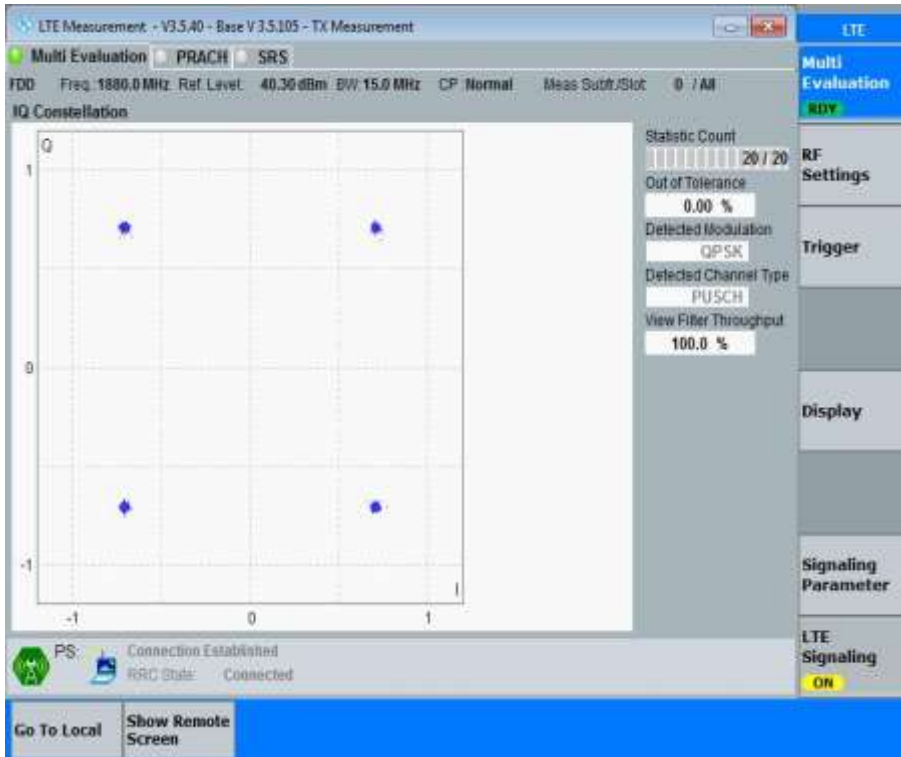 LTE Measurement - V3.5.40 - Base V 3.5.105 - TX Measurement
Multi Evaluation PRACH SRS
FDD Freq.:1880.0 MHz Ref. Level: 40.30 dBm BW:15.0 MHz CP:Normal Meas Subfr./Slot: 0 / All
IQ Constellation
Q
1
0
-1
I
-1 0 1
Statistic Count
20 / 20
Out of Tolerance
0.00 %
Detected Modulation
QPSK
Detected Channel Type
PUSCH
View Filter Throughput
100.0 %
PS: Connection Established
RRC State: Connected
LTE
Multi
Evaluation
RDY
RF
Settings
Trigger
Display
Signaling
Parameter
LTE
Signaling
ON
Go To Local
Show Remote
Screen